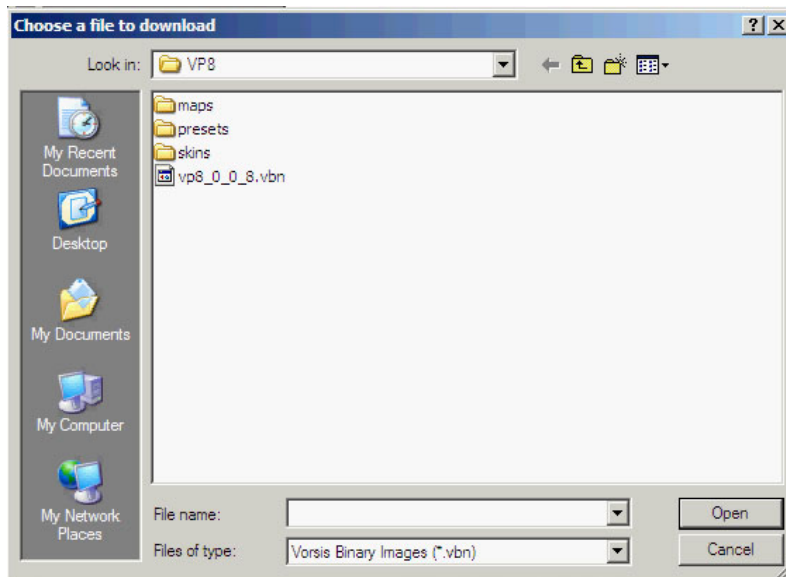 Choose a file to download
Look in:
VP8
maps
presets
skins
vp8_0_0_8.vbn
My Recent
Documents
Desktop
My Documents
My Computer
My Network
Places
File name:
Open
Files of type:
Vorsis Binary Images (*.vbn)
Cancel